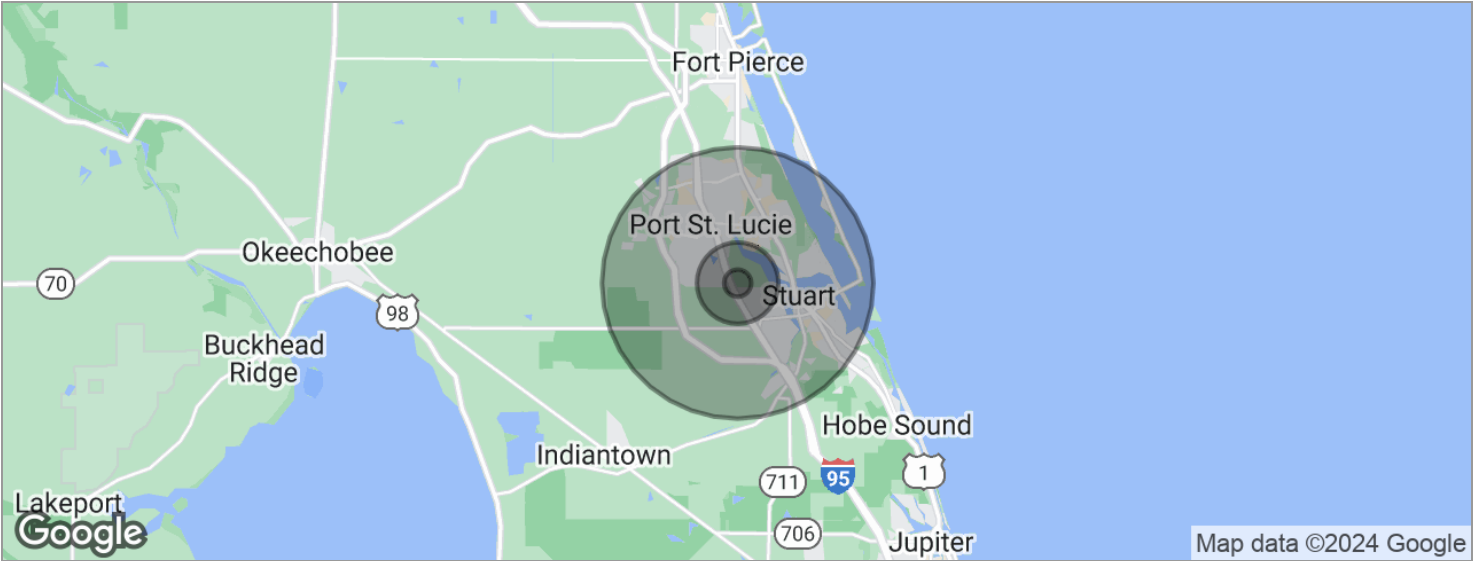 Fort Pierce
Port St. Lucie
Okeechobee
70
98
Stuart
Buckhead
Ridge
Hobe Sound
Indiantown
1
95
711
Lakeport
Google
706
Jupiter
Map data ©2024 Google